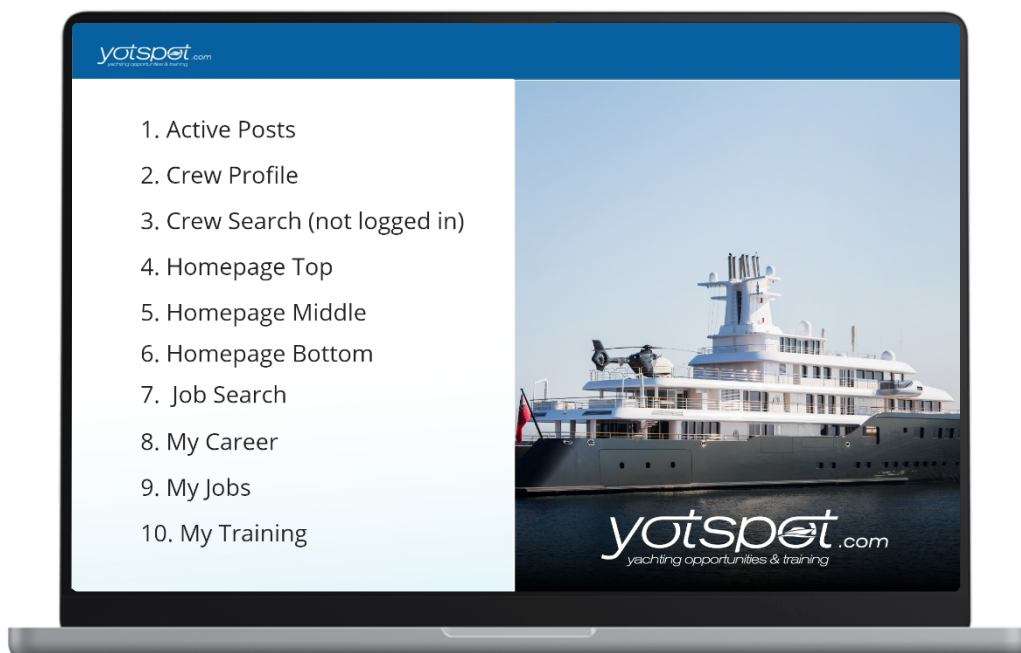 yotspot.com
yachting opportunities & training
1. Active Posts
2. Crew Profile
3. Crew Search (not logged in)
4. Homepage Top
5. Homepage Middle
6. Homepage Bottom
7. Job Search
8. My Career
9. My Jobs
10. My Training
yotspot.com
yachting opportunities & training